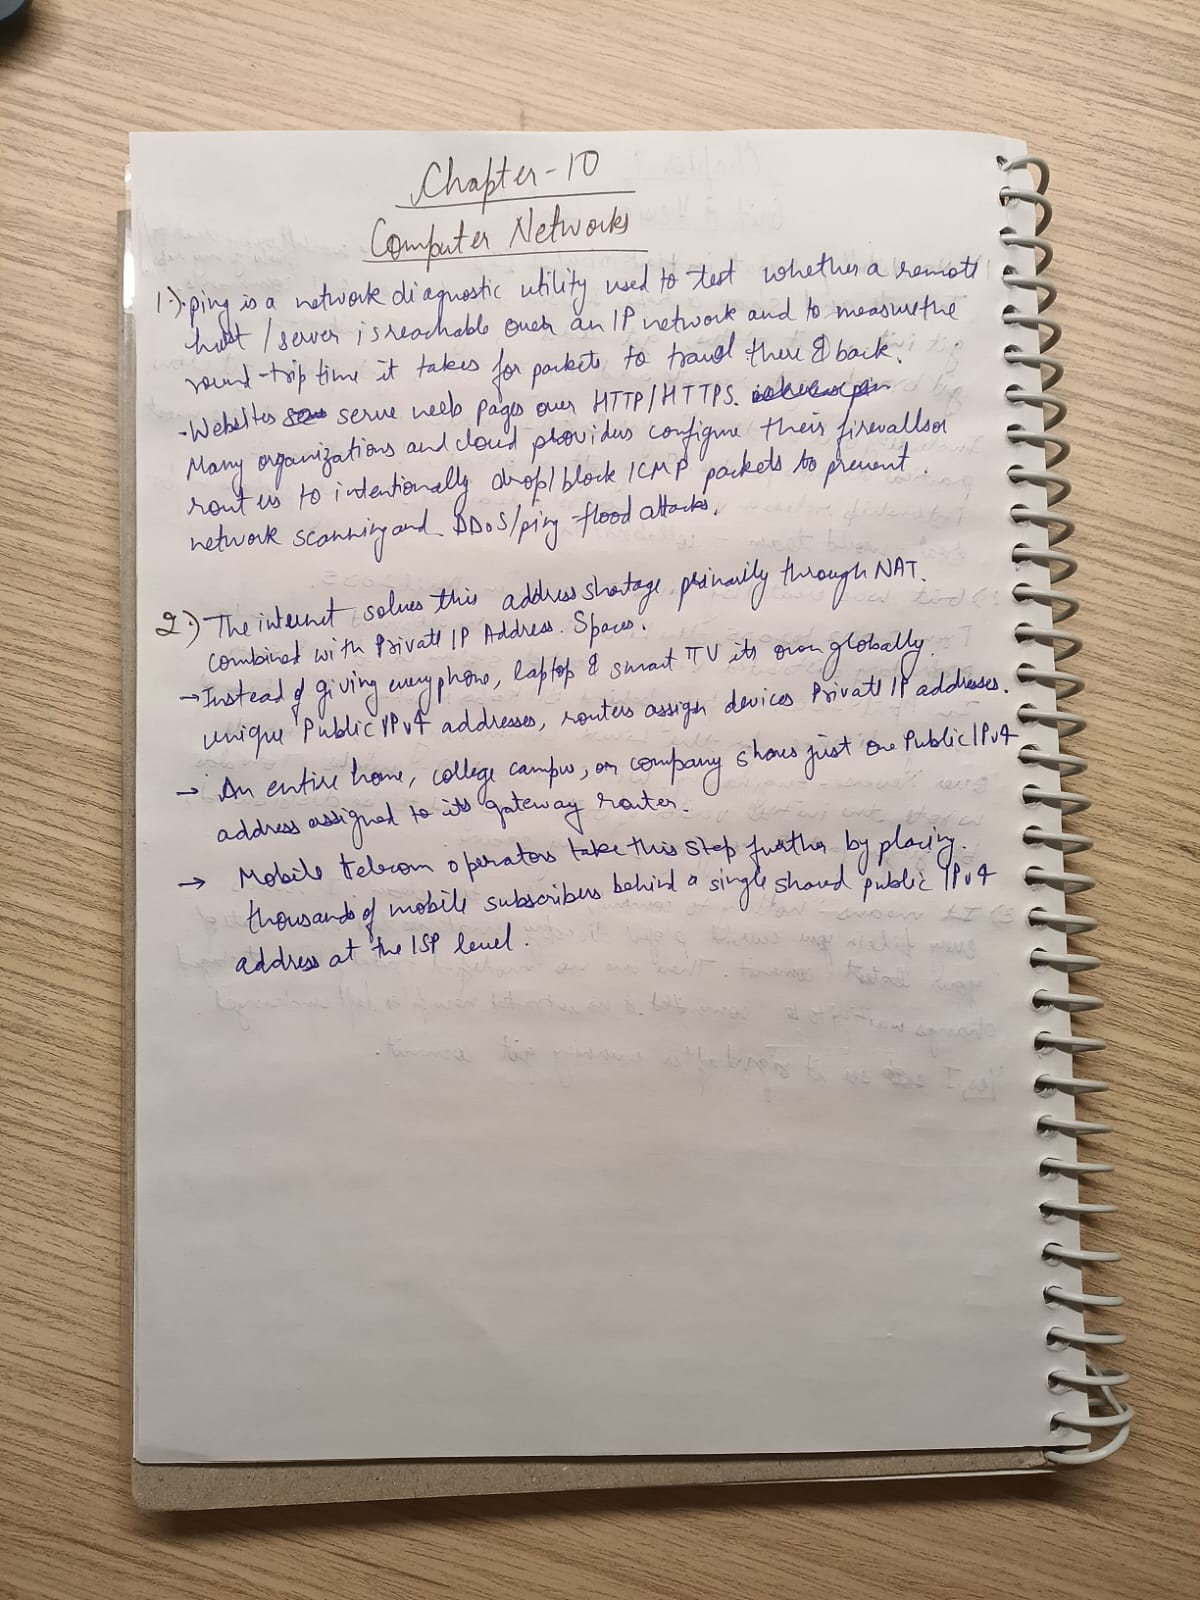 Chapter-10
Computer Networks
1.) • ping is a network diagnostic utility used to test whether a remote
host / server is reachable over an IP network and to measure the
round-trip time it takes for packets to travel there & back.
• Websites serve web pages over HTTP/HTTPS.
Many organizations and cloud providers configure their firewalls or
routers to intentionally drop/block ICMP packets to prevent.
network scanning and DDoS/ping-flood attacks.
2.) The internet solves this address shortage primarily through NAT.
combined with Private IP Address. Spaces.
→ Instead of giving every phone, laptop & smart TV its own globally.
unique Public IPv4 addresses, routers assign devices Private IP addresses.
→ An entire home, college campus, or company shares just one Public IPv4
address assigned to its gateway router.
→ Mobile telecom operators take this step further by placing.
thousands of mobile subscribers behind a single shared public IPv4
address at the ISP level.